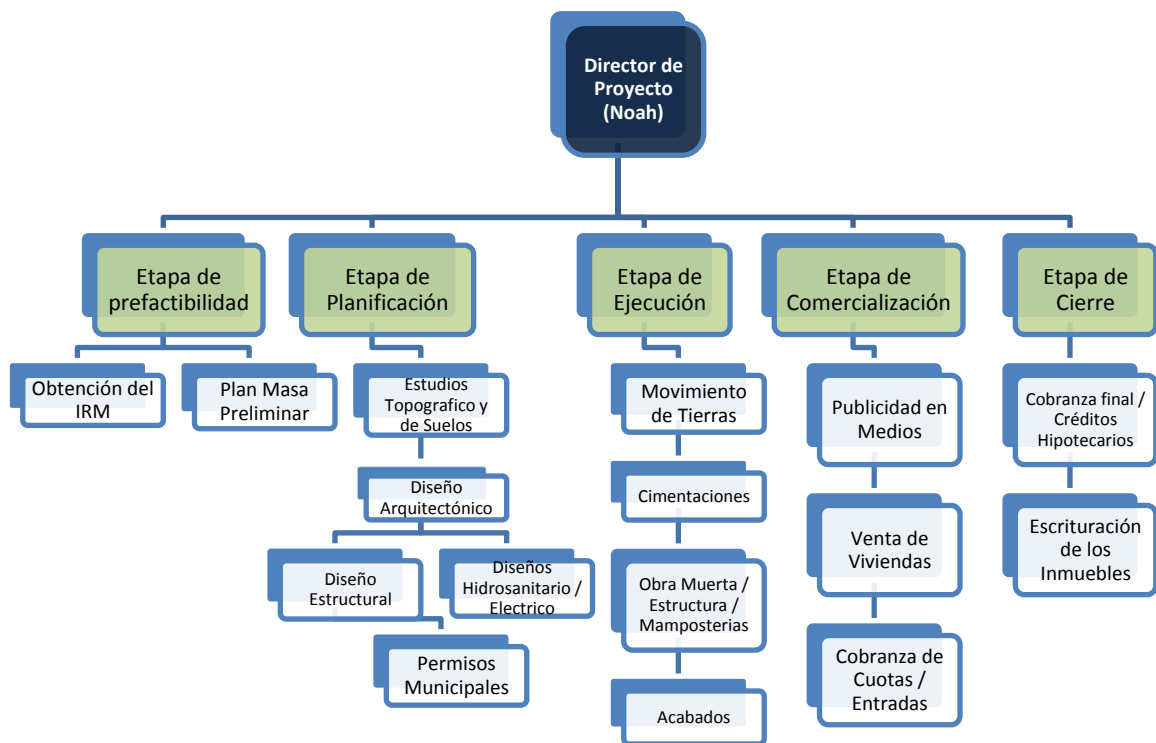 Director de
Proyecto
(Noah)
Etapa de
prefactibilidad
Etapa de
Planificación
Etapa de
Ejecución
Etapa de
Comercialización
Etapa de
Cierre
Obtención del
IRM
Plan Masa
Preliminar
Estudios
Topografico y
de Suelos
Diseño
Arquitectónico
Diseño
Estructural
Diseños
Hidrosanitario /
Electrico
Permisos
Municipales
Movimiento
de Tierras
Cimentaciones
Obra Muerta /
Estructura /
Mamposterias
Acabados
Publicidad en
Medios
Venta de
Viviendas
Cobranza de
Cuotas /
Entradas
Cobranza final /
Créditos
Hipotecarios
Escrituración
de los
Inmuebles